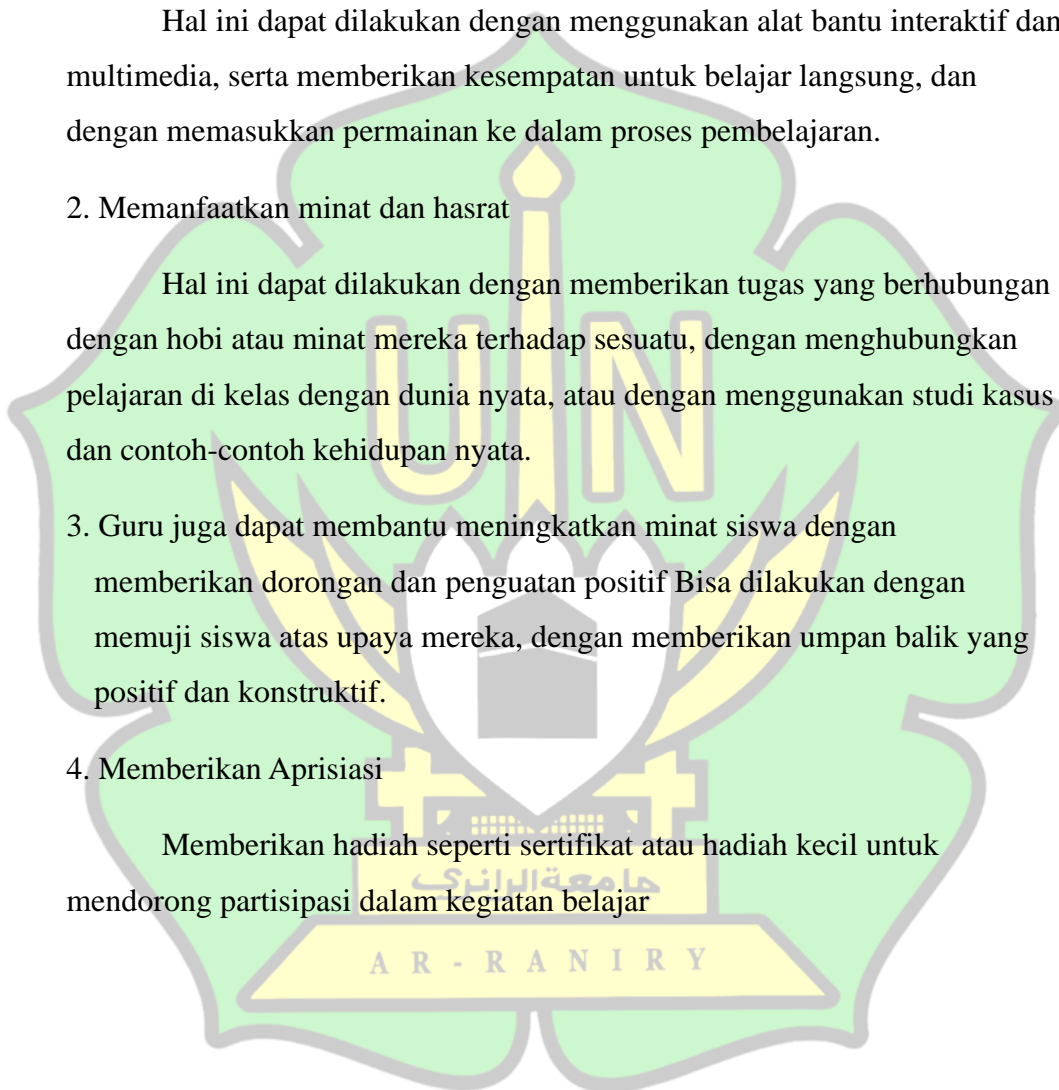 Hal ini dapat dilakukan dengan menggunakan alat bantu interaktif dan
multimedia, serta memberikan kesempatan untuk belajar langsung, dan
dengan memasukkan permainan ke dalam proses pembelajaran.
2. Memanfaatkan minat dan hasrat
Hal ini dapat dilakukan dengan memberikan tugas yang berhubungan
dengan hobi atau minat mereka terhadap sesuatu, dengan menghubungkan
pelajaran di kelas dengan dunia nyata, atau dengan menggunakan studi kasus
dan contoh-contoh kehidupan nyata.
UIN
3. Guru juga dapat membantu meningkatkan minat siswa dengan
memberikan dorongan dan penguatan positif Bisa dilakukan dengan
memuji siswa atas upaya mereka, dengan memberikan umpan balik yang
positif dan konstruktif.
4. Memberikan Aprisiasi
Memberikan hadiah seperti sertifikat atau hadiah kecil untuk
جامعة الرانري
mendorong partisipasi dalam kegiatan belajar
AR-RANIRY